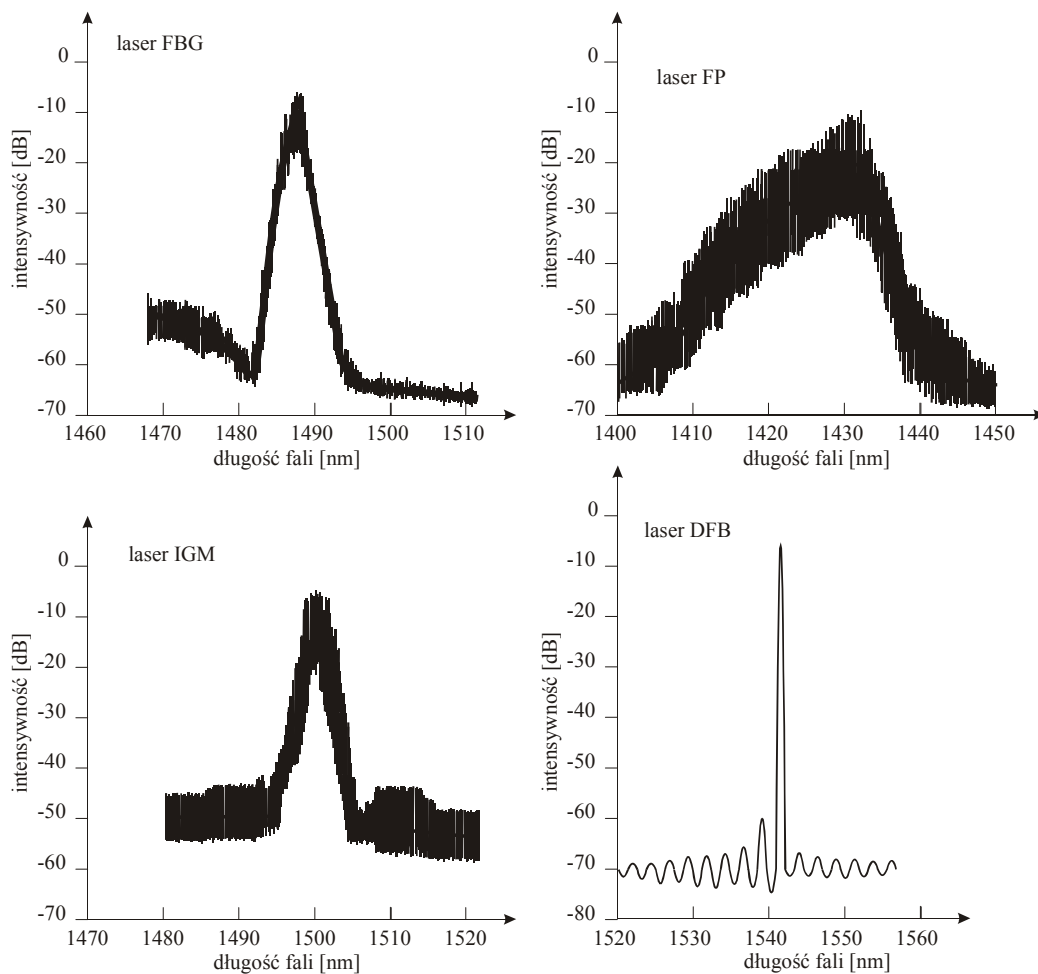 laser FBG
intensywność [dB]
0
-10
-20
-30
-40
-50
-60
-70
1460 1470 1480 1490 1500 1510
długość fali [nm]
laser FP
intensywność [dB]
0
-10
-20
-30
-40
-50
-60
-70
1400 1410 1420 1430 1440 1450
długość fali [nm]
laser IGM
intensywność [dB]
0
-10
-20
-30
-40
-50
-60
-70
1470 1480 1490 1500 1510 1520
długość fali [nm]
laser DFB
intensywność [dB]
0
-10
-20
-30
-40
-50
-60
-70
-80
1520 1530 1540 1550 1560
długość fali [nm]